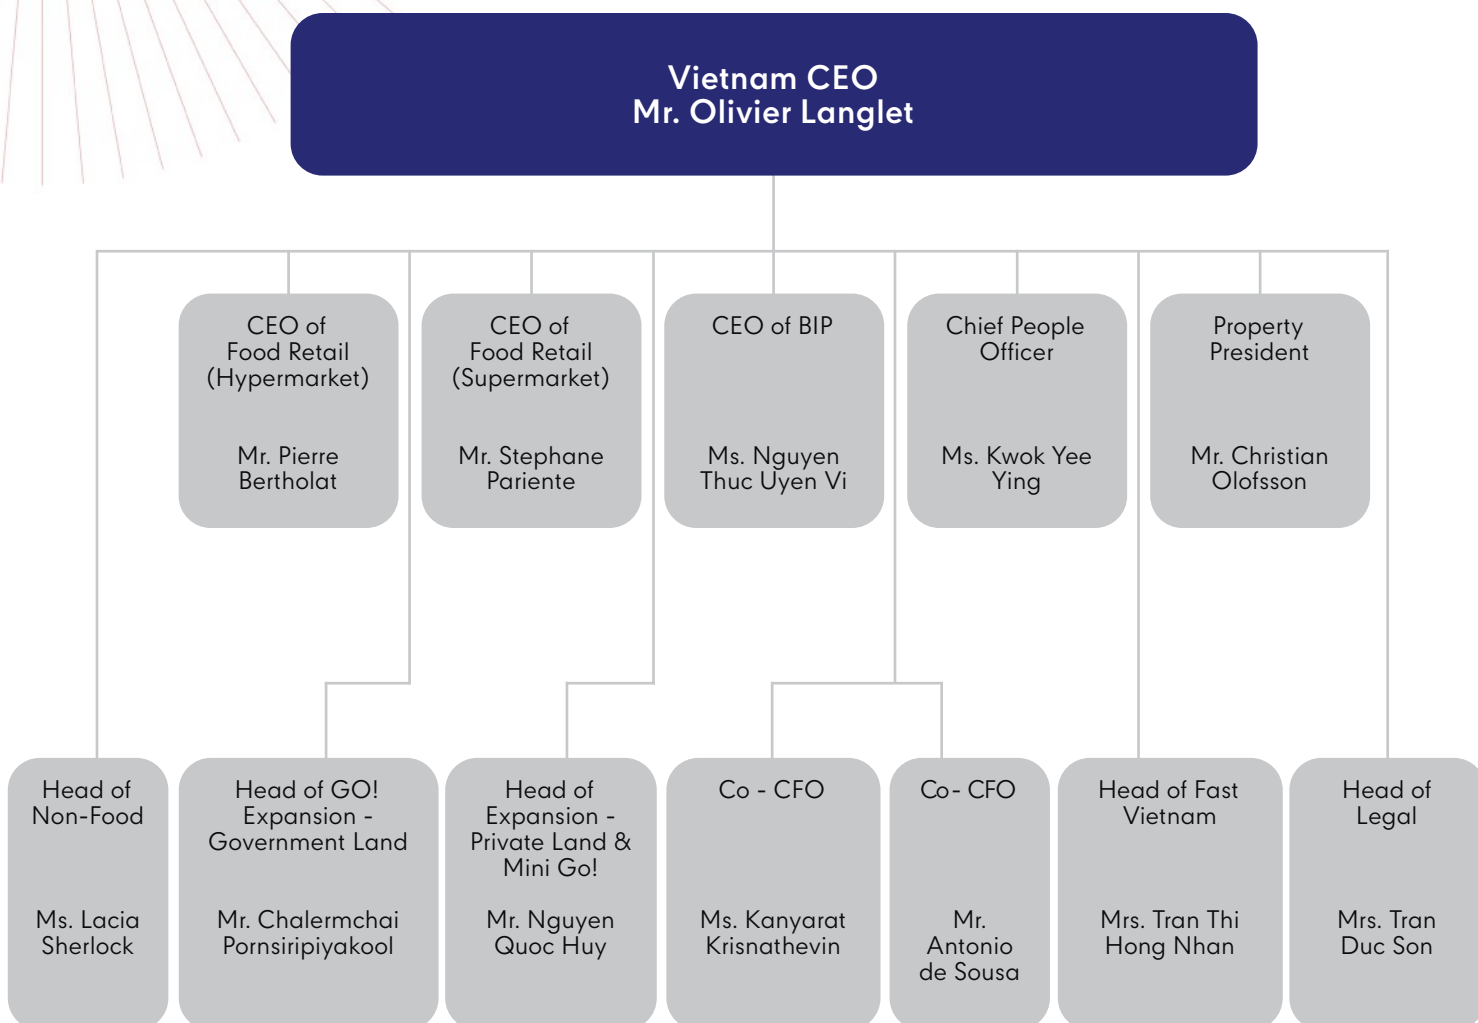 Vietnam CEO
Mr. Olivier Langlet
CEO of
Food Retail
(Hypermarket)
Mr. Pierre
Bertholat
CEO of
Food Retail
(Supermarket)
Mr. Stephane
Pariente
CEO of BIP
Ms. Nguyen
Thuc Uyen Vi
Chief People
Officer
Ms. Kwok Yee
Ying
Property
President
Mr. Christian
Olofsson
Head of
Non-Food
Ms. Lacia
Sherlock
Head of GO!
Expansion -
Government Land
Mr. Chalermchai
Pornsiripiyakool
Head of
Expansion -
Private Land &
Mini Go!
Mr. Nguyen
Quoc Huy
Co - CFO
Ms. Kanyarat
Krisnathevin
Co- CFO
Mr.
Antonio
de Sousa
Head of Fast
Vietnam
Mrs. Tran Thi
Hong Nhan
Head of
Legal
Mrs. Tran
Duc Son